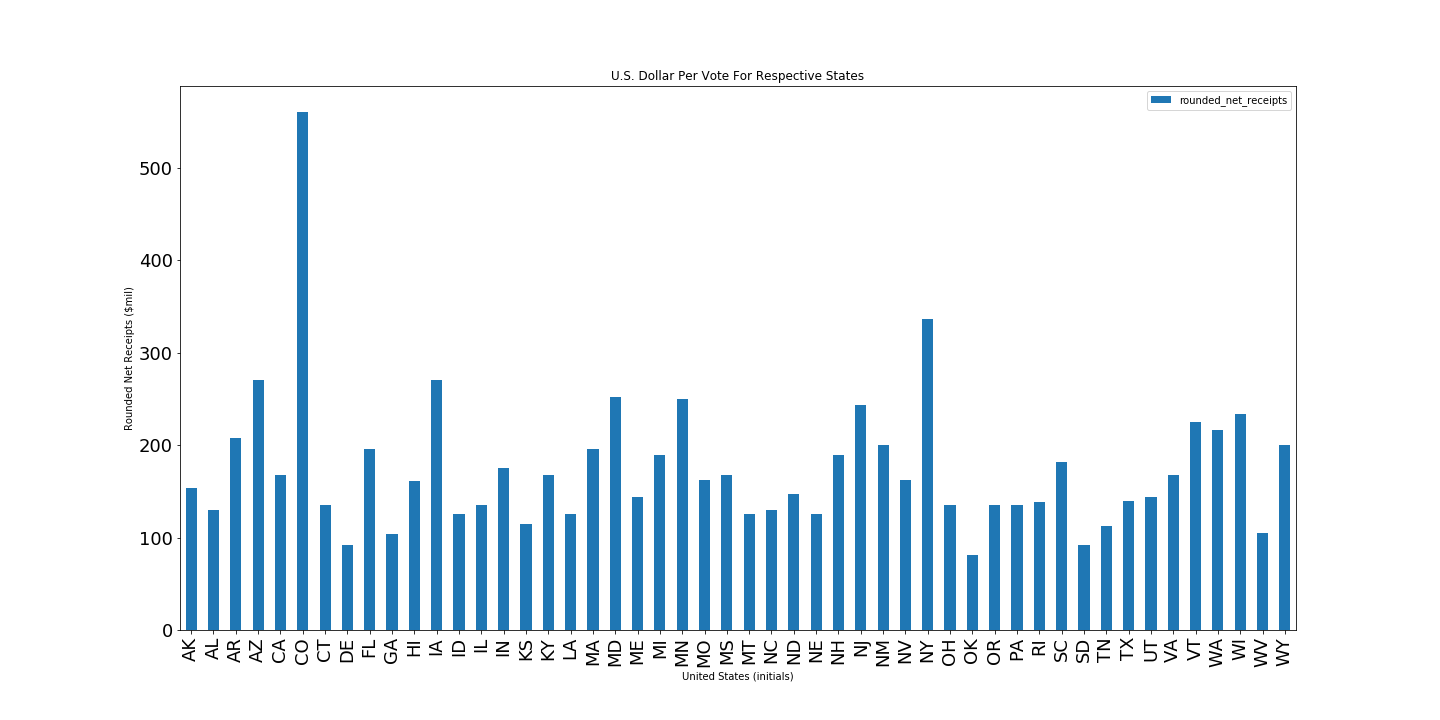 U.S. Dollar Per Vote For Respective States
rounded_net_receipts
Rounded Net Receipts ($mil)
500
400
300
200
100
0
AK AL AR AZ CA CO CT DE FL GA HI IA ID IL IN KS KY LA MA MD ME MI MN MO MS MT NC ND NE NH NJ NM NV NY OH OK OR PA RI SC SD TN TX UT VA VT WA WI WV WY
United States (initials)